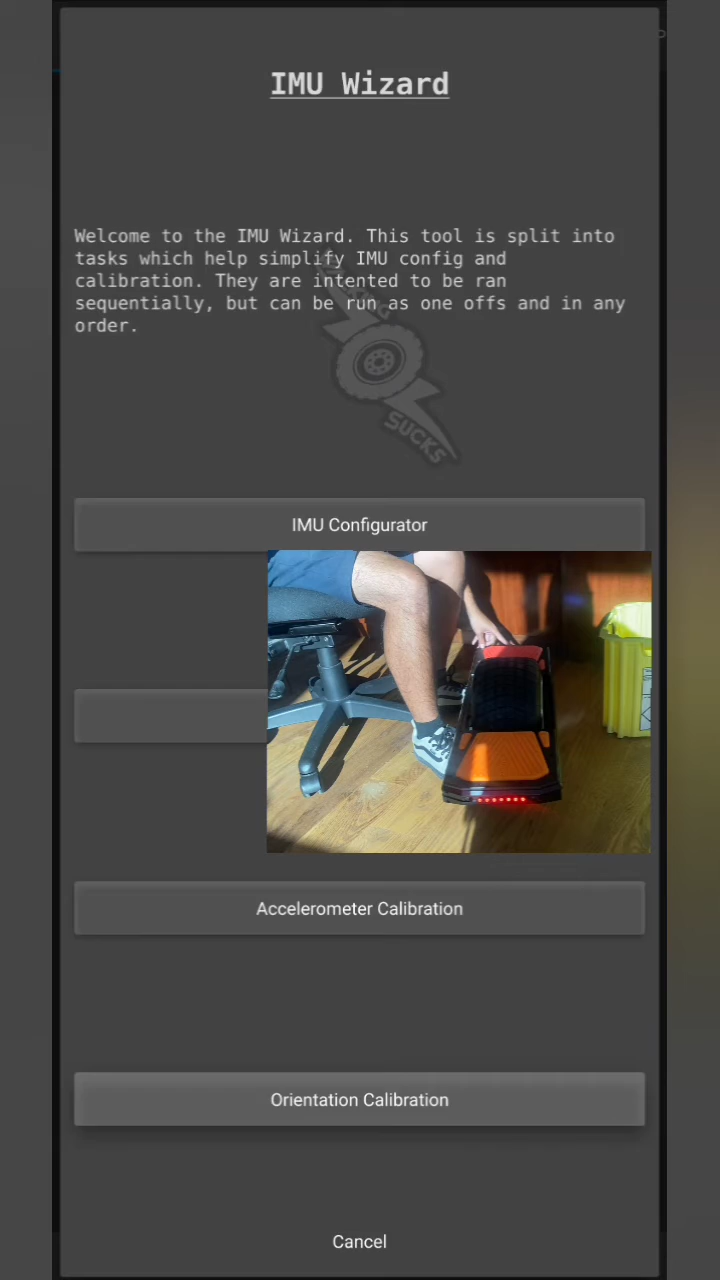 IMU Wizard
Welcome to the IMU Wizard. This tool is split into
tasks which help simplify IMU config and
calibration. They are intented to be ran
sequentially, but can be run as one offs and in any
order.
SUCKS
IMU Configurator
Accelerometer Calibration
Orientation Calibration
Cancel